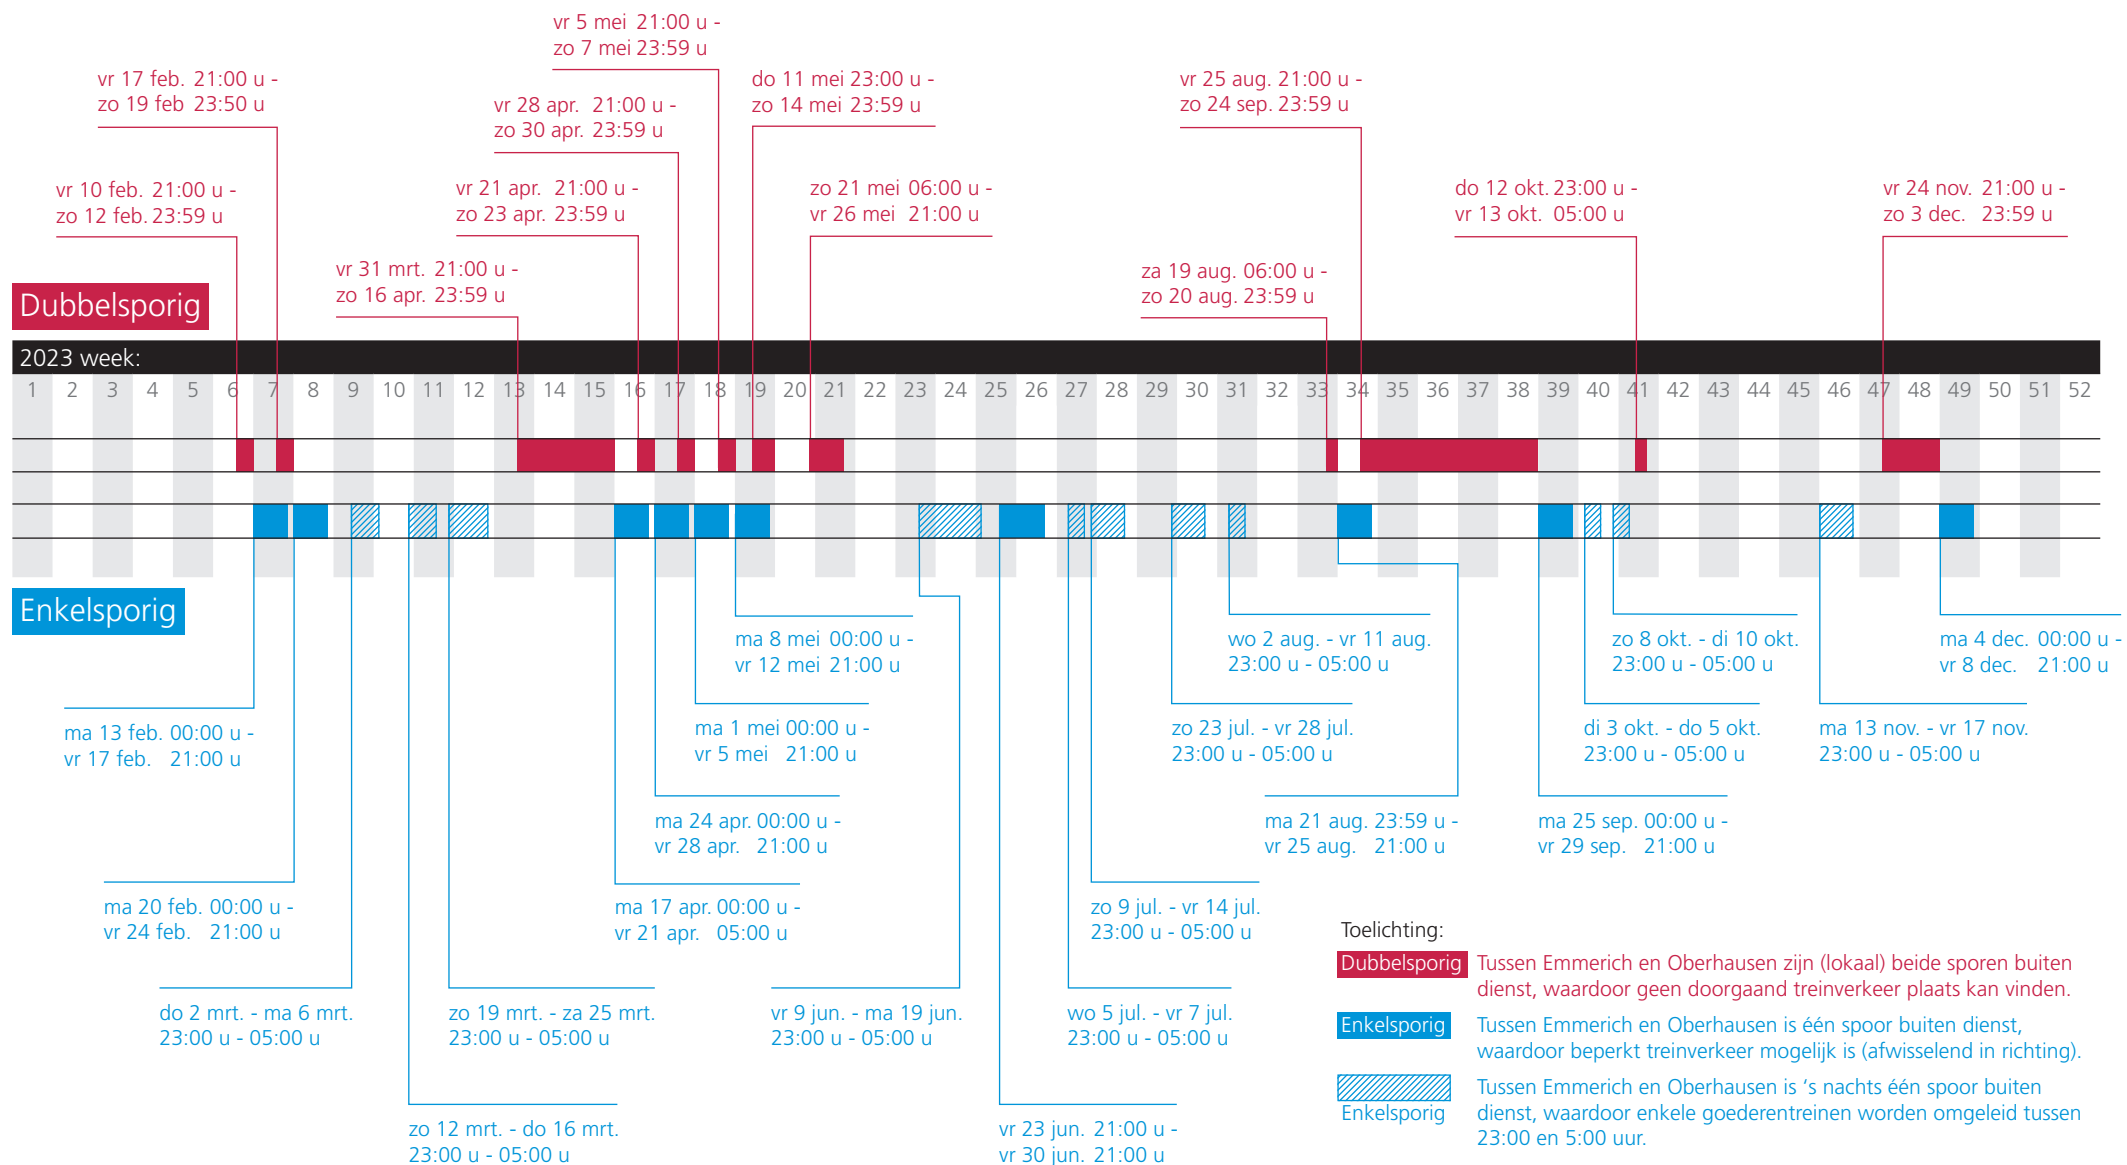 vr 5 mei 21:00 u -
zo 7 mei 23:59 u
vr 17 feb. 21:00 u -
zo 19 feb 23:50 u
vr 28 apr. 21:00 u -
zo 30 apr. 23:59 u
do 11 mei 23:00 u -
zo 14 mei 23:59 u
vr 25 aug. 21:00 u -
zo 24 sep. 23:59 u
vr 10 feb. 21:00 u -
zo 12 feb. 23:59 u
vr 21 apr. 21:00 u -
zo 23 apr. 23:59 u
zo 21 mei 06:00 u -
vr 26 mei 21:00 u
do 12 okt. 23:00 u -
vr 13 okt. 05:00 u
vr 24 nov. 21:00 u -
zo 3 dec. 23:59 u
vr 31 mrt. 21:00 u -
zo 16 apr. 23:59 u
za 19 aug. 06:00 u -
zo 20 aug. 23:59 u
Dubbelsporig
2023 week:
1 2 3 4 5 6 7 8 9 10 11 12 13 14 15 16 17 18 19 20 21 22 23 24 25 26 27 28 29 30 31 32 33 34 35 36 37 38 39 40 41 42 43 44 45 46 47 48 49 50 51 52
Enkelsporig
ma 8 mei 00:00 u -
vr 12 mei 21:00 u
wo 2 aug. - vr 11 aug.
23:00 u - 05:00 u
zo 8 okt. - di 10 okt.
23:00 u - 05:00 u
ma 4 dec. 00:00 u -
vr 8 dec. 21:00 u
ma 13 feb. 00:00 u -
vr 17 feb. 21:00 u
ma 1 mei 00:00 u -
vr 5 mei 21:00 u
zo 23 jul. - vr 28 jul.
23:00 u - 05:00 u
di 3 okt. - do 5 okt.
23:00 u - 05:00 u
ma 13 nov. - vr 17 nov.
23:00 u - 05:00 u
ma 24 apr. 00:00 u -
vr 28 apr. 21:00 u
ma 21 aug. 23:59 u -
vr 25 aug. 21:00 u
ma 25 sep. 00:00 u -
vr 29 sep. 21:00 u
ma 20 feb. 00:00 u -
vr 24 feb. 21:00 u
ma 17 apr. 00:00 u -
vr 21 apr. 05:00 u
zo 9 jul. - vr 14 jul.
23:00 u - 05:00 u
do 2 mrt. - ma 6 mrt.
23:00 u - 05:00 u
zo 19 mrt. - za 25 mrt.
23:00 u - 05:00 u
vr 9 jun. - ma 19 jun.
23:00 u - 05:00 u
wo 5 jul. - vr 7 jul.
23:00 u - 05:00 u
zo 12 mrt. - do 16 mrt.
23:00 u - 05:00 u
vr 23 jun. 21:00 u -
vr 30 jun. 21:00 u
Toelichting:
Dubbelsporig Tussen Emmerich en Oberhausen zijn (lokaal) beide sporen buiten
dienst, waardoor geen doorgaand treinverkeer plaats kan vinden.
Enkelsporig Tussen Emmerich en Oberhausen is één spoor buiten dienst,
waardoor beperkt treinverkeer mogelijk is (afwisselend in richting).
Tussen Emmerich en Oberhausen is ‘s nachts één spoor buiten
Enkelsporig dienst, waardoor enkele goederentreinen worden omgeleid tussen
23:00 en 5:00 uur.